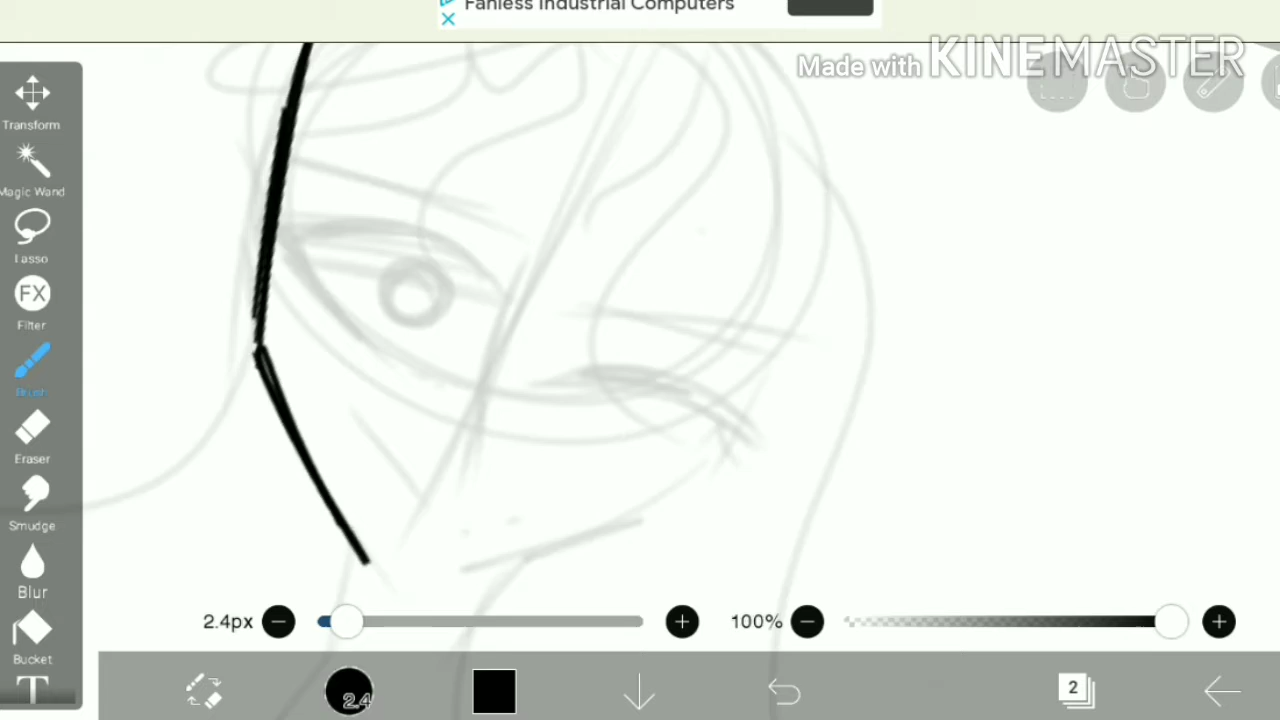 Fanless Industrial Computers
Made with KINEMASTER
Transform
Magic Wand
Lasso
FX
Filter
Brush
Eraser
Smudge
Blur
Bucket
T
2.4px
100%
2.4
2